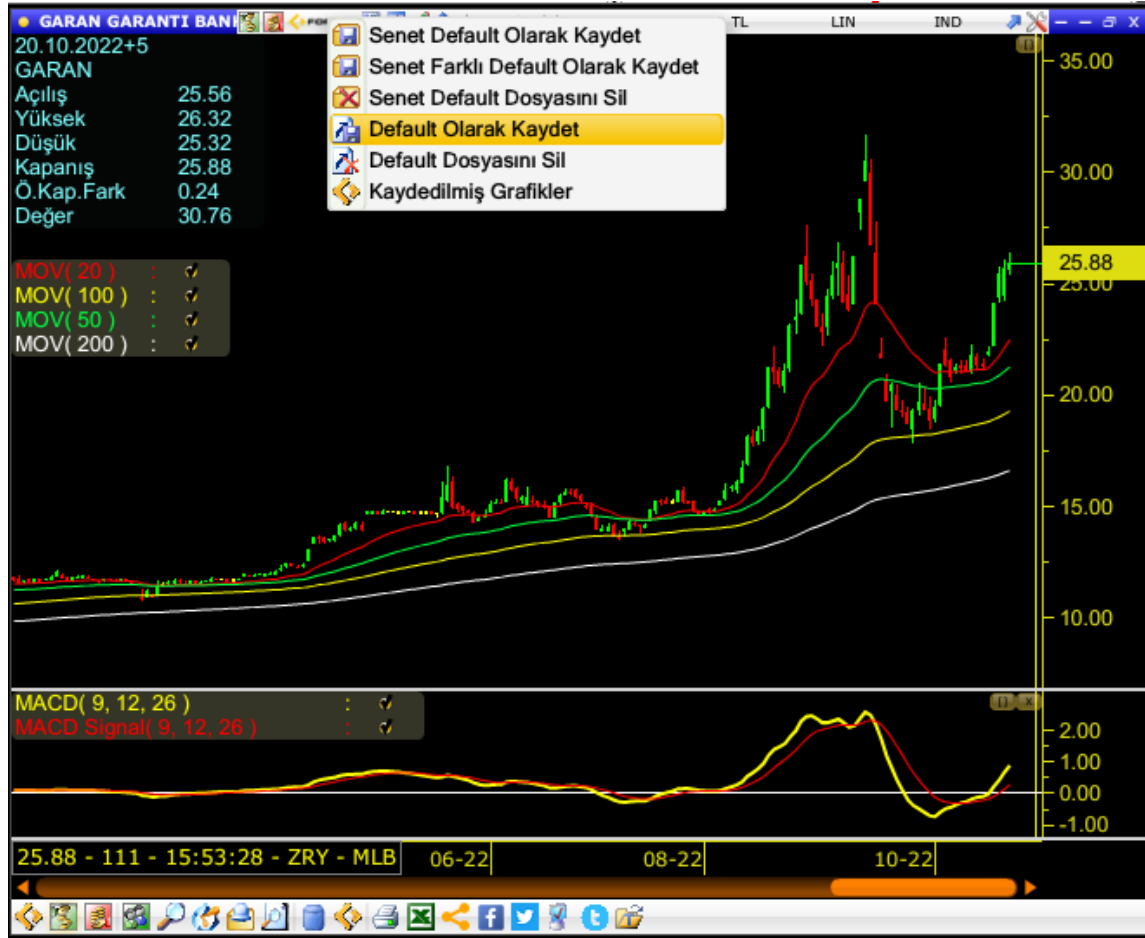 GARAN GARANTI BANK
TL LIN IND
Senet Default Olarak Kaydet
Senet Farklı Default Olarak Kaydet
Senet Default Dosyasını Sil
Default Olarak Kaydet
Default Dosyasını Sil
Kaydedilmiş Grafikler
20.10.2022+5
GARAN
Açılış 25.56
Yüksek 26.32
Düşük 25.32
Kapanış 25.88
Ö.Kap.Fark 0.24
Değer 30.76
MOV( 20 ) :
MOV( 100 ) :
MOV( 50 ) :
MOV( 200 ) :
35.00
30.00
25.88
25.00
20.00
15.00
10.00
MACD( 9, 12, 26 ) :
MACD Signal( 9, 12, 26 ) :
2.00
1.00
0.00
-1.00
25.88 - 111 - 15:53:28 - ZRY - MLB
06-22 08-22 10-22